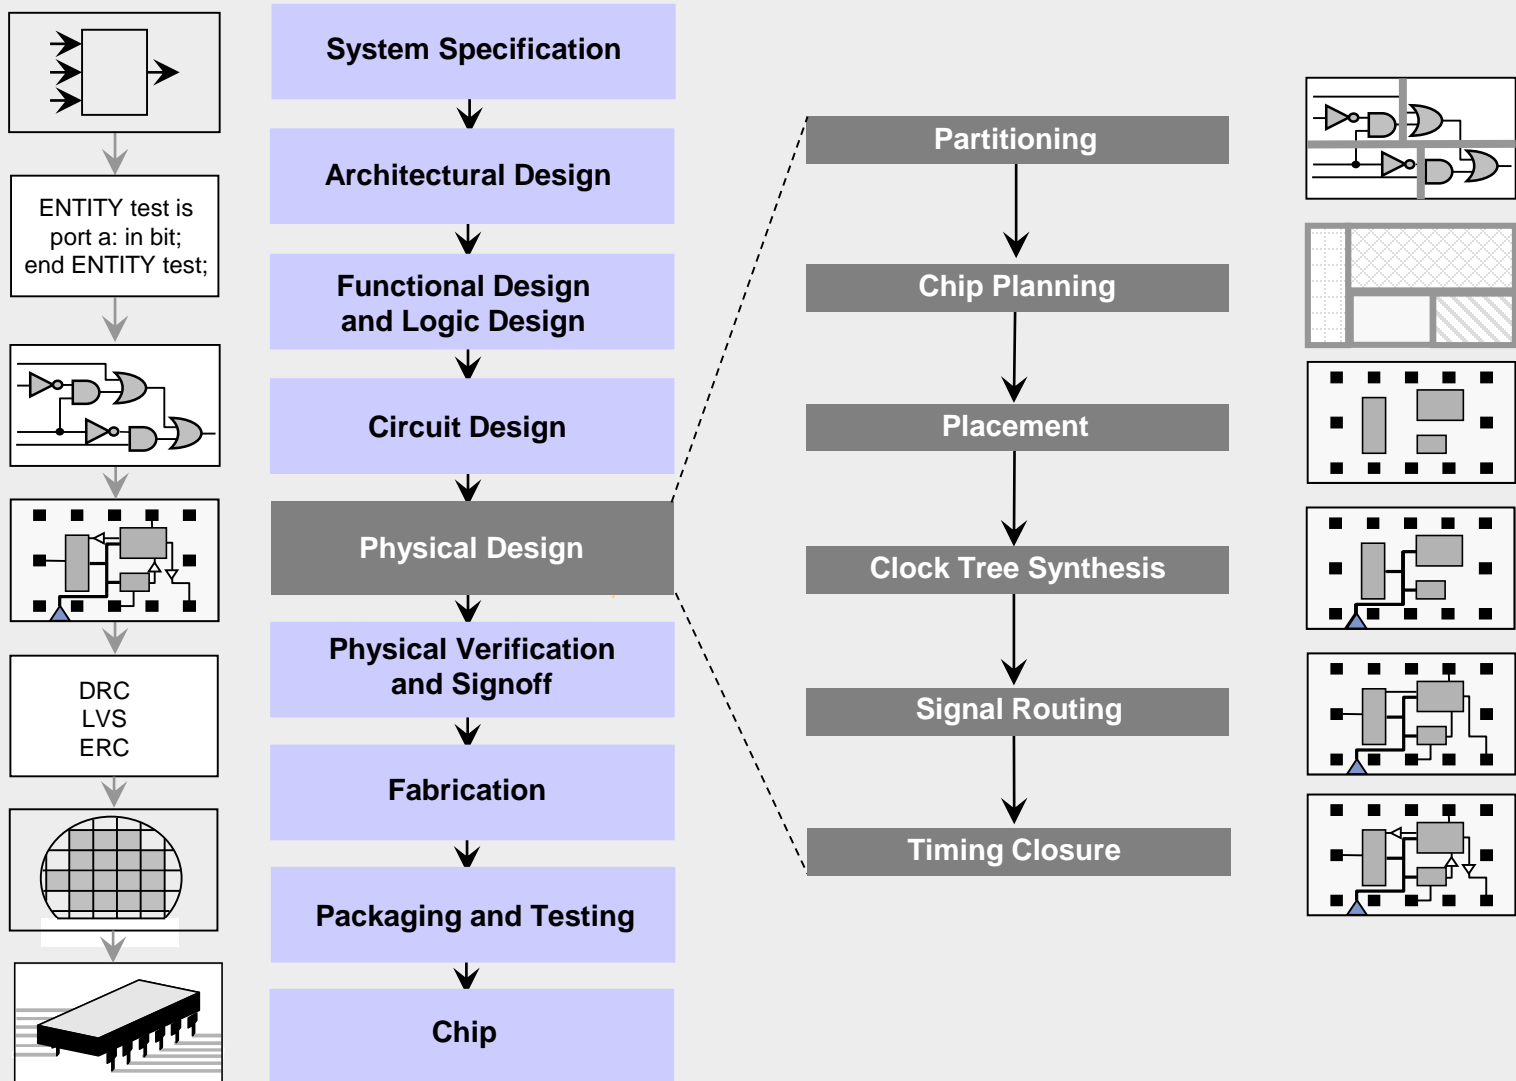 ENTITY test is
port a: in bit;
end ENTITY test;
DRC
LVS
ERC
System Specification
Architectural Design
Functional Design
and Logic Design
Circuit Design
Physical Design
Physical Verification
and Signoff
Fabrication
Packaging and Testing
Chip
Partitioning
Chip Planning
Placement
Clock Tree Synthesis
Signal Routing
Timing Closure